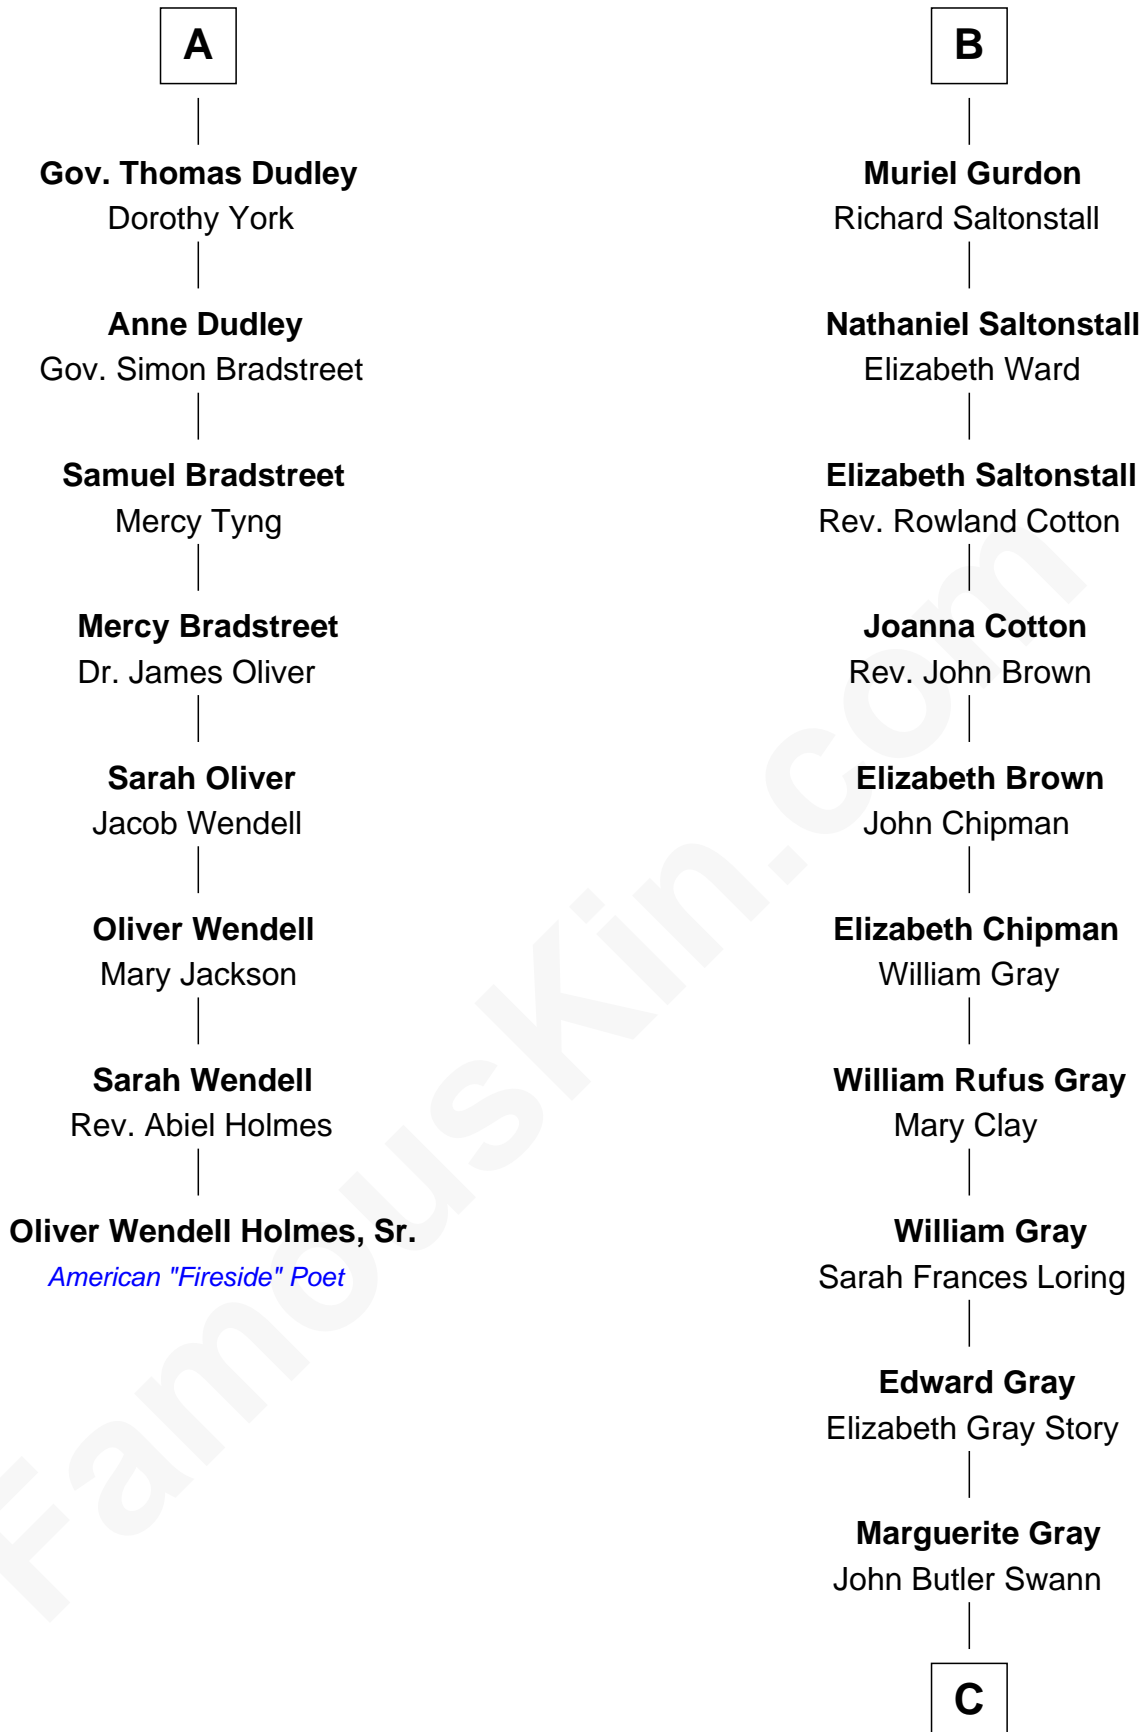 A
Gov. Thomas Dudley
Dorothy York
Anne Dudley
Gov. Simon Bradstreet
Samuel Bradstreet
Mercy Tyng
Mercy Bradstreet
Dr. James Oliver
Sarah Oliver
Jacob Wendell
Oliver Wendell
Mary Jackson
Sarah Wendell
Rev. Abiel Holmes
Oliver Wendell Holmes, Sr.
American "Fireside" Poet
B
Muriel Gurdon
Richard Saltonstall
Nathaniel Saltonstall
Elizabeth Ward
Elizabeth Saltonstall
Rev. Rowland Cotton
Joanna Cotton
Rev. John Brown
Elizabeth Brown
John Chipman
Elizabeth Chipman
William Gray
William Rufus Gray
Mary Clay
William Gray
Sarah Frances Loring
Edward Gray
Elizabeth Gray Story
Marguerite Gray
John Butler Swann
C
FamousKin.com